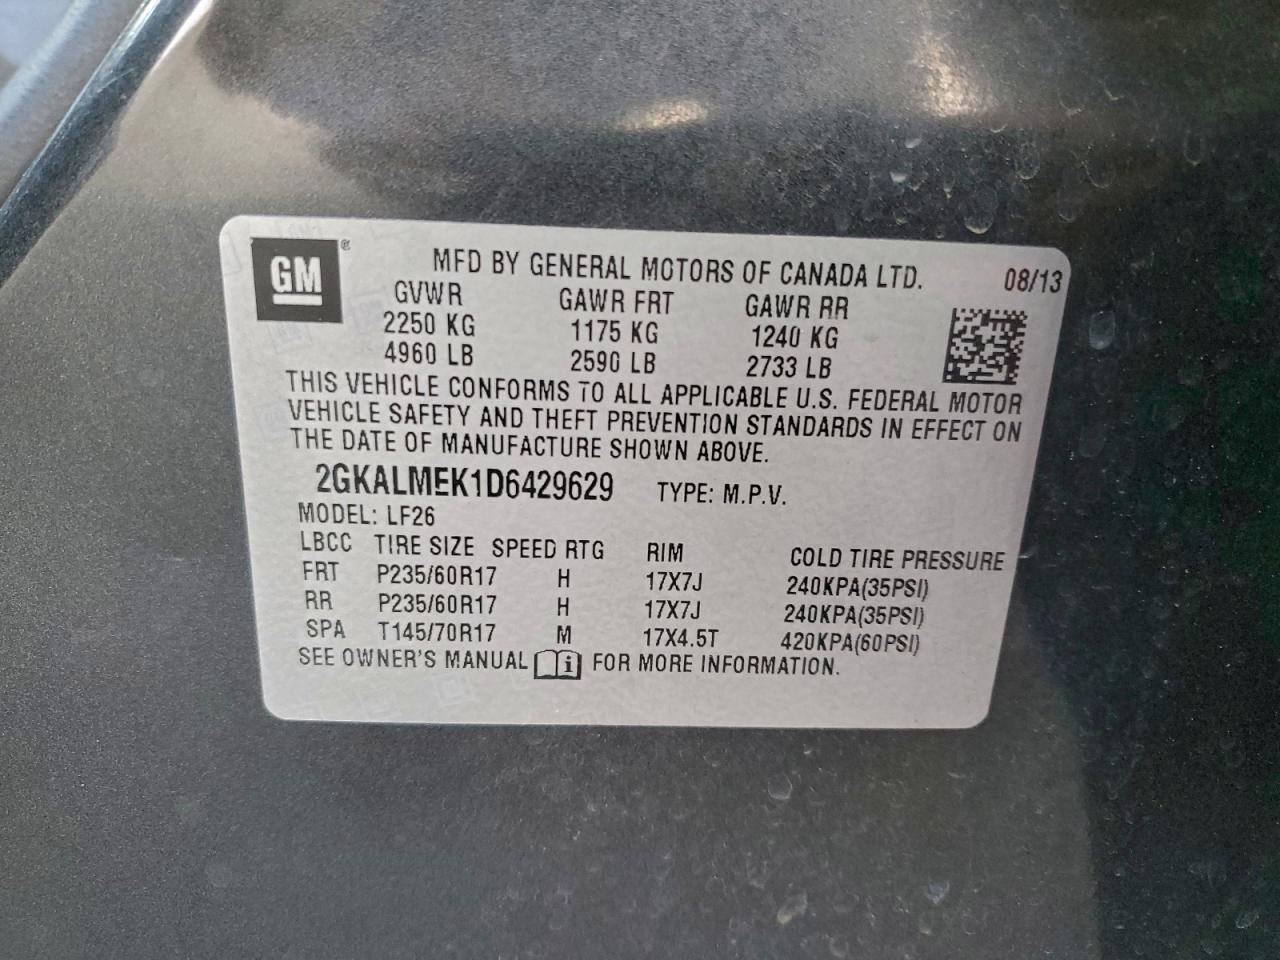 GM®
MFD BY GENERAL MOTORS OF CANADA LTD. 08/13
GVWR GAWR FRT GAWR RR
2250 KG 1175 KG 1240 KG
4960 LB 2590 LB 2733 LB
THIS VEHICLE CONFORMS TO ALL APPLICABLE U.S. FEDERAL MOTOR
VEHICLE SAFETY AND THEFT PREVENTION STANDARDS IN EFFECT ON
THE DATE OF MANUFACTURE SHOWN ABOVE.
2GKALMEK1D6429629 TYPE: M.P.V.
MODEL: LF26
LBCC TIRE SIZE SPEED RTG RIM COLD TIRE PRESSURE
FRT P235/60R17 H 17X7J 240KPA(35PSI)
RR P235/60R17 H 17X7J 240KPA(35PSI)
SPA T145/70R17 M 17X4.5T 420KPA(60PSI)
SEE OWNER'S MANUAL i FOR MORE INFORMATION.